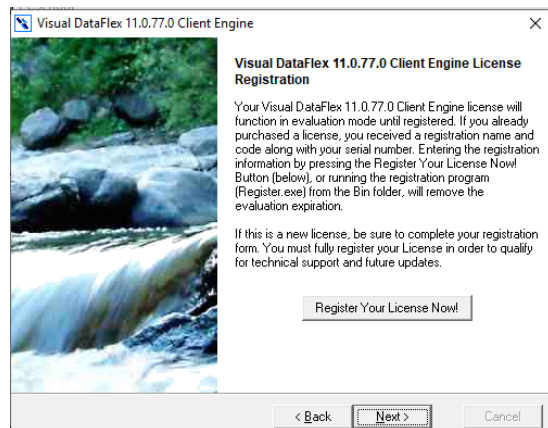 Visual DataFlex 11.0.77.0 Client Engine
Visual DataFlex 11.0.77.0 Client Engine License
Registration
Your Visual DataFlex 11.0.77.0 Client Engine license will
function in evaluation mode until registered. If you already
purchased a license, you received a registration name and
code along with your serial number. Entering the registration
information by pressing the Register Your License Now!
Button (below), or running the registration program
(Register.exe) from the Bin folder, will remove the
evaluation expiration.
If this is a new license, be sure to complete your registration
form. You must fully register your License in order to qualify
for technical support and future updates.
Register Your License Now!
< Back
Next >
Cancel